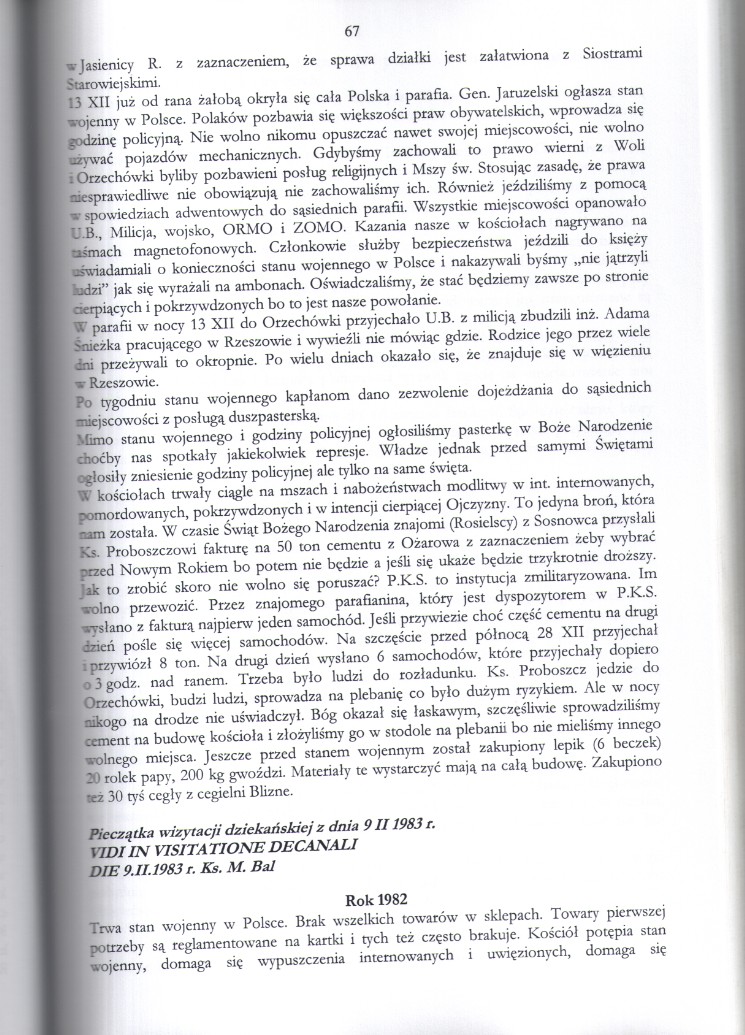 67
w Jasienicy R. z zaznaczeniem, że sprawa działki jest załatwiona z Siostrami
Starowiejskimi.
13 XII już od rana żałobą okryła się cała Polska i parafia. Gen. Jaruzelski ogłasza stan
wojenny w Polsce. Polaków pozbawia się większości praw obywatelskich, wprowadza się
godzinę policyjną. Nie wolno nikomu opuszczać nawet swojej miejscowości, nie wolno
używać pojazdów mechanicznych. Gdybyśmy zachowali to prawo wierni z Woli
i Orzechówki byliby pozbawieni posług religijnych i Mszy św. Stosując zasadę, że prawa
niesprawiedliwe nie obowiązują nie zachowaliśmy ich. Również jeździliśmy z pomocą
w spowiedziach adwentowych do sąsiednich parafii. Wszystkie miejscowości opanowało
U.B., Milicja, wojsko, ORMO i ZOMO. Kazania nasze w kościołach nagrywano na
taśmach magnetofonowych. Członkowie służby bezpieczeństwa jeździli do księży
uświadamiali o konieczności stanu wojennego w Polsce i nakazywali byśmy „nie jątrzyli
ludzi” jak się wyrażali na ambonach. Oświadczaliśmy, że stać będziemy zawsze po stronie
cierpiących i pokrzywdzonych bo to jest nasze powołanie.
W parafii w nocy 13 XII do Orzechówki przyjechało U.B. z milicją zbudzili inż. Adama
Śnieżka pracującego w Rzeszowie i wywieźli nie mówiąc gdzie. Rodzice jego przez wiele
dni przeżywali to okropnie. Po wielu dniach okazało się, że znajduje się w więzieniu
w Rzeszowie.
Po tygodniu stanu wojennego kapłanom dano zezwolenie dojeżdżania do sąsiednich
miejscowości z posługą duszpasterską.
Mimo stanu wojennego i godziny policyjnej ogłosiliśmy pasterkę w Boże Narodzenie
choćby nas spotkały jakiekolwiek represje. Władze jednak przed samymi Świętami
ogłosiły zniesienie godziny policyjnej ale tylko na same święta.
W kościołach trwały ciągle na mszach i nabożeństwach modlitwy w int. internowanych,
pomordowanych, pokrzywdzonych i w intencji cierpiącej Ojczyzny. To jedyna broń, która
nam została. W czasie Świąt Bożego Narodzenia znajomi (Rosielscy) z Sosnowca przysłali
Ks. Proboszczowi fakturę na 50 ton cementu z Ożarowa z zaznaczeniem żeby wybrać
przed Nowym Rokiem bo potem nie będzie a jeśli się ukaże będzie trzykrotnie droższy.
Jak to zrobić skoro nie wolno się poruszać? P.K.S. to instytucja zmilitaryzowana. Im
wolno przewozić. Przez znajomego parafianina, który jest dyspozytorem w P.K.S.
wysłano z fakturą najpierw jeden samochód. Jeśli przywiezie choć część cementu na drugi
dzień pośle się więcej samochodów. Na szczęście przed północą 28 XII przyjechał
i przywiózł 8 ton. Na drugi dzień wysłano 6 samochodów, które przyjechały dopiero
o 3 godz. nad ranem. Trzeba było ludzi do rozładunku. Ks. Proboszcz jedzie do
Orzechówki, budzi ludzi, sprowadza na plebanię co było dużym ryzykiem. Ale w nocy
nikogo na drodze nie uświadczył. Bóg okazał się łaskawym, szczęśliwie sprowadziliśmy
cement na budowę kościoła i złożyliśmy go w stodole na plebanii bo nie mieliśmy innego
wolnego miejsca. Jeszcze przed stanem wojennym został zakupiony lepik (6 beczek)
20 rolek papy, 200 kg gwoździ. Materiały te wystarczyć mają na całą budowę. Zakupiono
też 30 tyś cegły z cegielni Blizne.
Pieczątka wizytacji dziekańskiej z dnia 9 II 1983 r.
VIDI IN VISITATIONE DECANALI
DIE 9.II.1983 r. Ks. M. Bal
Rok 1982
Trwa stan wojenny w Polsce. Brak wszelkich towarów w sklepach. Towary pierwszej
potrzeby są reglamentowane na kartki i tych też często brakuje. Kościół potępia stan
wojenny, domaga się wypuszczenia internowanych i uwięzionych, domaga się